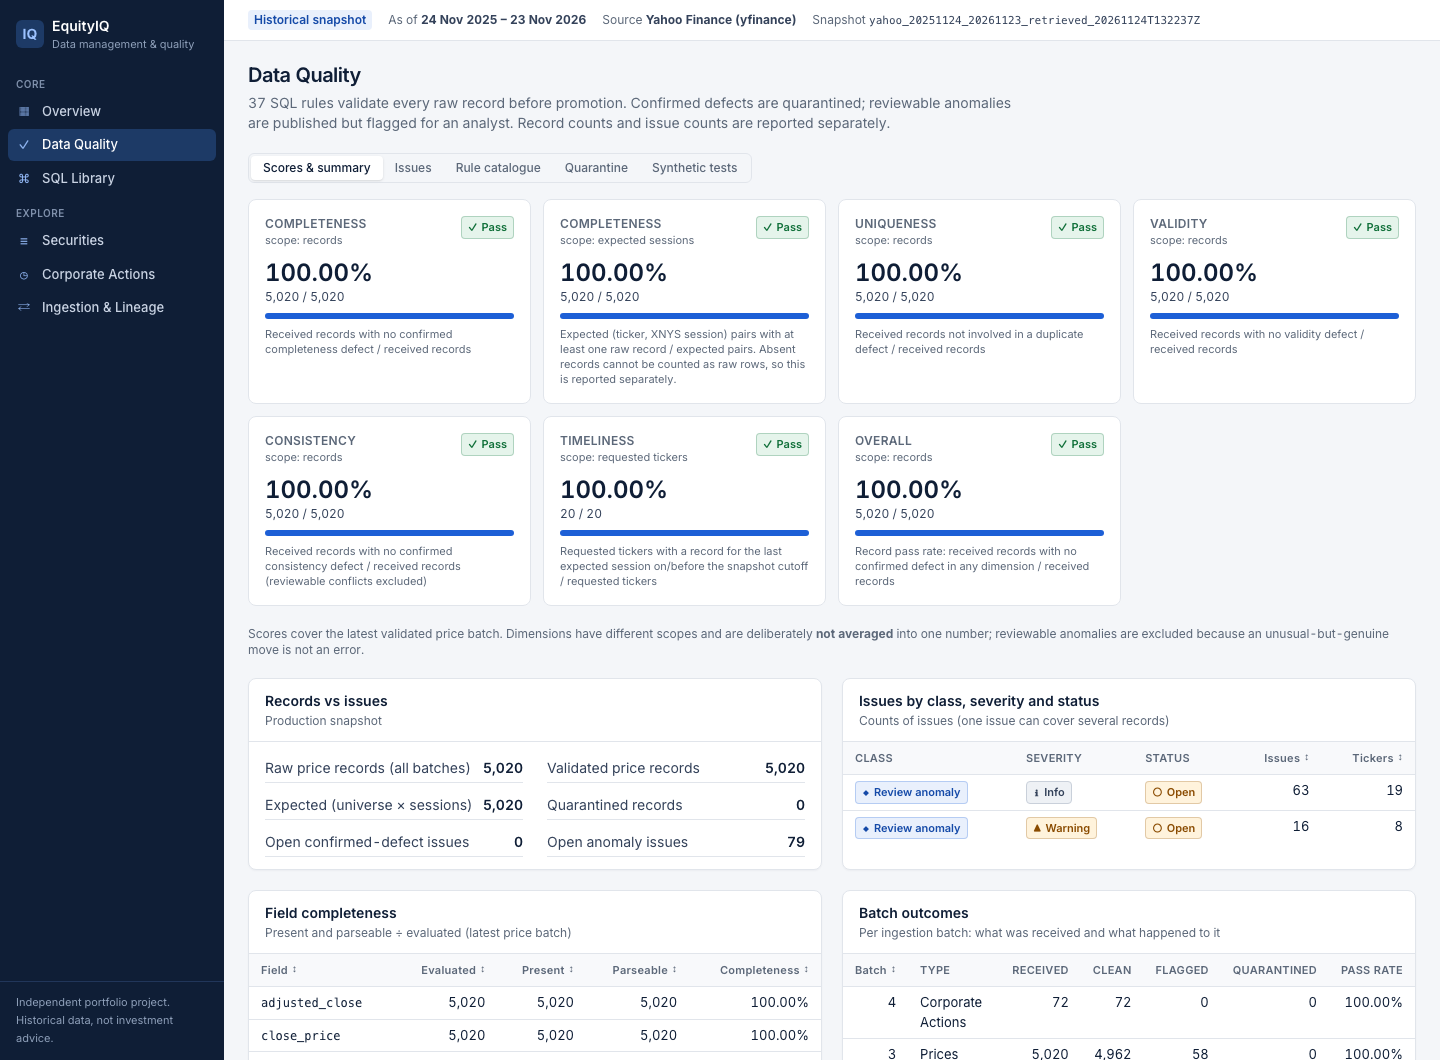 IQ
EquityIQ
Data management & quality
CORE
Overview
Data Quality
SQL Library
EXPLORE
Securities
Corporate Actions
Ingestion & Lineage
Independent portfolio project.
Historical data, not investment
advice.
Historical snapshot As of 24 Nov 2025 – 23 Nov 2026 Source Yahoo Finance (yfinance) Snapshot yahoo_20251124_20261123_retrieved_20261124T132237Z
Data Quality
37 SQL rules validate every raw record before promotion. Confirmed defects are quarantined; reviewable anomalies
are published but flagged for an analyst. Record counts and issue counts are reported separately.
Scores & summary Issues Rule catalogue Quarantine Synthetic tests
COMPLETENESS
scope: records
✓ Pass
100.00%
5,020 / 5,020
Received records with no confirmed
completeness defect / received records
COMPLETENESS
scope: expected sessions
✓ Pass
100.00%
5,020 / 5,020
Expected (ticker, XNYS session) pairs with at
least one raw record / expected pairs. Absent
records cannot be counted as raw rows, so this
is reported separately.
UNIQUENESS
scope: records
✓ Pass
100.00%
5,020 / 5,020
Received records not involved in a duplicate
defect / received records
VALIDITY
scope: records
✓ Pass
100.00%
5,020 / 5,020
Received records with no validity defect /
received records
CONSISTENCY
scope: records
✓ Pass
100.00%
5,020 / 5,020
Received records with no confirmed
consistency defect / received records
(reviewable conflicts excluded)
TIMELINESS
scope: requested tickers
✓ Pass
100.00%
20 / 20
Requested tickers with a record for the last
expected session on/before the snapshot cutoff
/ requested tickers
OVERALL
scope: records
✓ Pass
100.00%
5,020 / 5,020
Record pass rate: received records with no
confirmed defect in any dimension / received
records
Scores cover the latest validated price batch. Dimensions have different scopes and are deliberately not averaged into one number; reviewable anomalies are excluded because an unusual-but-genuine
move is not an error.
Records vs issues
Production snapshot
Raw price records (all batches) 5,020
Validated price records 5,020
Expected (universe × sessions) 5,020
Quarantined records 0
Open confirmed-defect issues 0
Open anomaly issues 79
Issues by class, severity and status
Counts of issues (one issue can cover several records)
CLASS SEVERITY STATUS Issues Tickers
Review anomaly Info Open 63 19
Review anomaly Warning Open 16 8
Field completeness
Present and parseable ÷ evaluated (latest price batch)
Field Evaluated Present Parseable Completeness
adjusted_close 5,020 5,020 5,020 100.00%
close_price 5,020 5,020 5,020 100.00%
Batch outcomes
Per ingestion batch: what was received and what happened to it
Batch TYPE RECEIVED CLEAN FLAGGED QUARANTINED PASS RATE
4 Corporate Actions 72 72 0 0 100.00%
3 Prices 5,020 4,962 58 0 100.00%